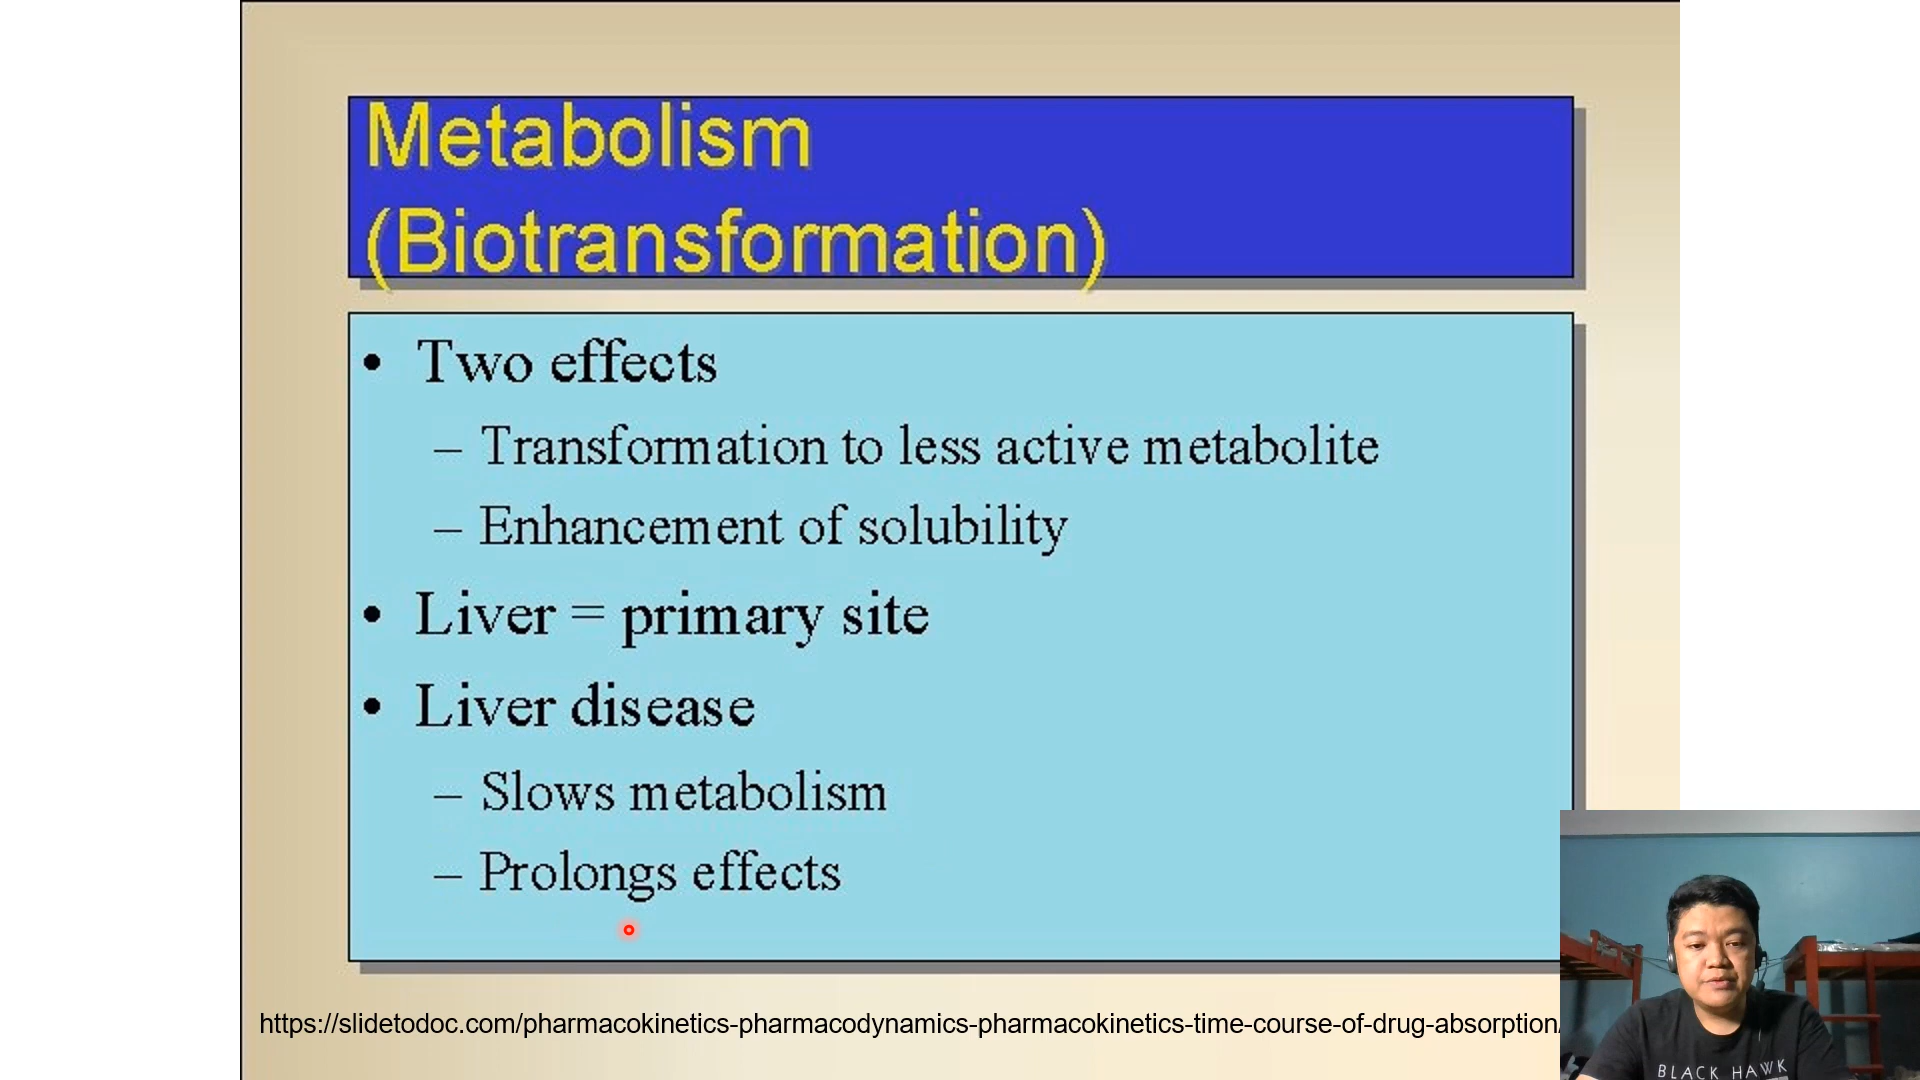 Metabolism
(Biotransformation)
• Two effects
– Transformation to less active metabolite
– Enhancement of solubility
• Liver = primary site
• Liver disease
– Slows metabolism
– Prolongs effects
https://slidetodoc.com/pharmacokinetics-pharmacodynamics-pharmacokinetics-time-course-of-drug-absorption/
BLACK HAWK